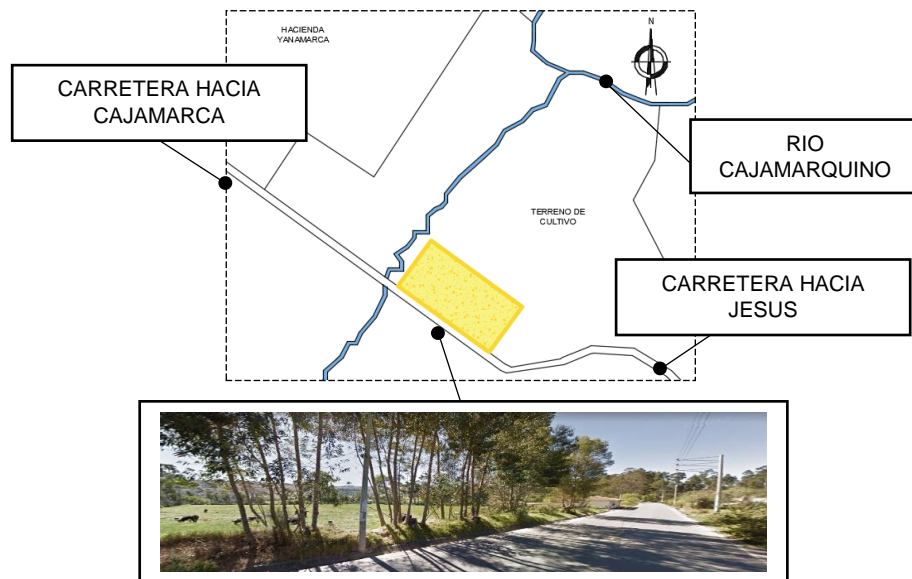 HACIENDA
YANAMARCA
N
CARRETERA HACIA
CAJAMARCA
RIO
CAJAMARQUINO
TERRENO DE
CULTIVO
CARRETERA HACIA
JESUS